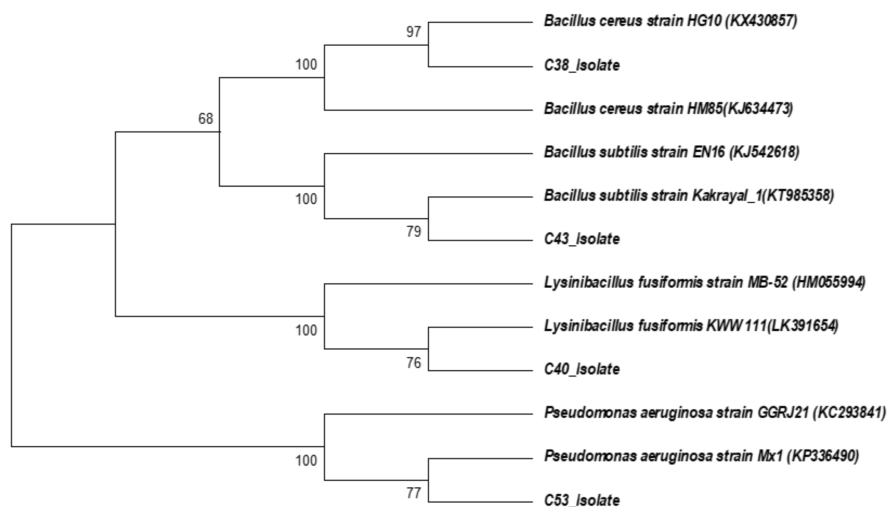 97
Bacillus cereus strain HG10 (KX430857)
100
C38_Isolate
Bacillus cereus strain HM85(KJ634473)
68
Bacillus subtilis strain EN16 (KJ542618)
100
Bacillus subtilis strain Kakrayal_1(KT985358)
79
C43_Isolate
Lysinibacillus fusiformis strain MB-52 (HM055994)
100
Lysinibacillus fusiformis KWW111(LK391654)
76
C40_Isolate
Pseudomonas aeruginosa strain GGRJ21 (KC293841)
100
Pseudomonas aeruginosa strain Mx1 (KP336490)
77
C53_Isolate